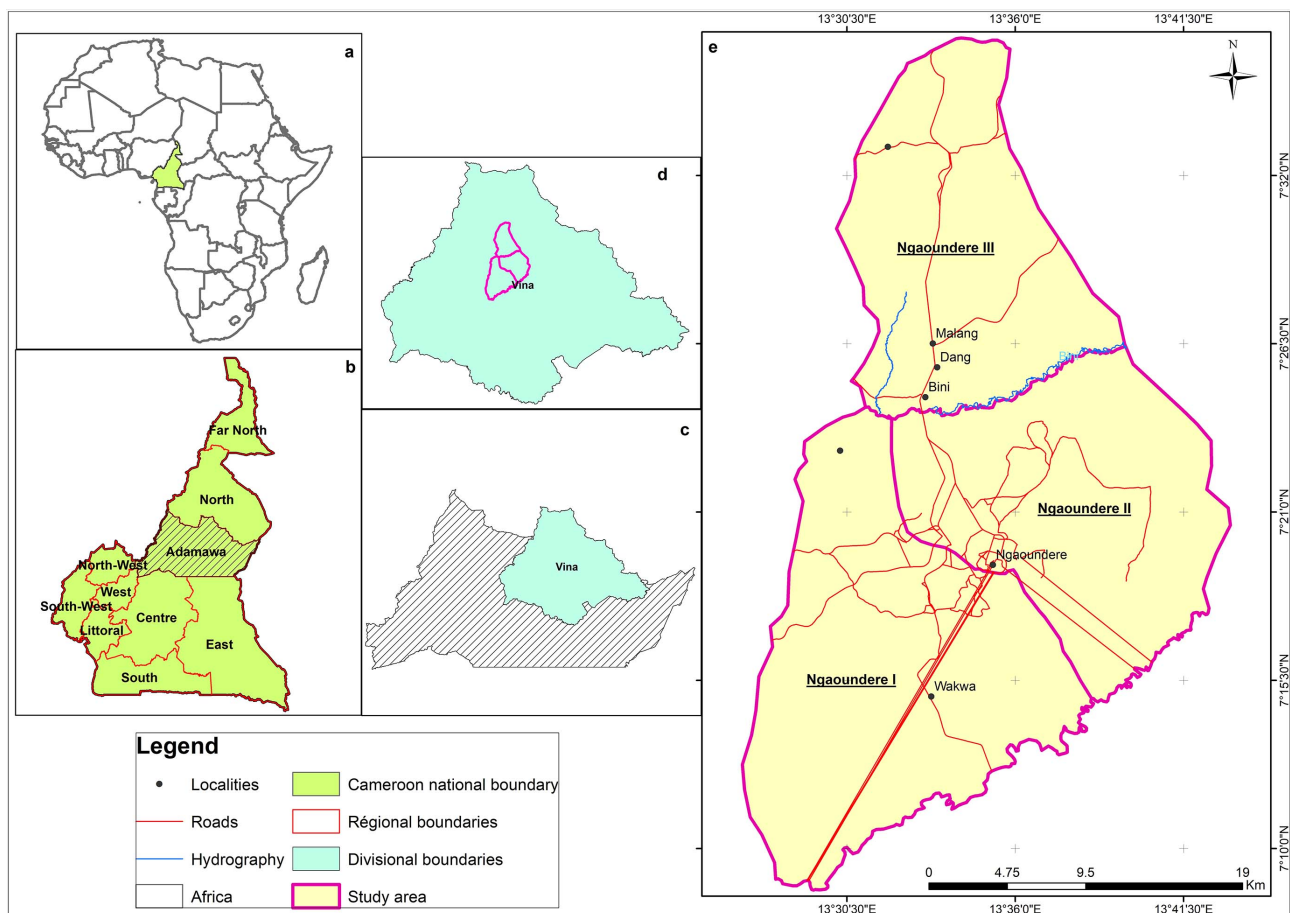 a
b
Far North
North
Adamawa
North-West
West
South-West
Centre
Littoral
East
South
d
Vina
c
Vina
e
13°30'30"E
13°36'0"E
13°41'30"E
N
7°32'0"N
Ngaoundere III
7°26'30"N
Malang
Dang
Bini
7°21'0"N
Ngaoundere II
Ngaoundere
7°15'30"N
Ngaoundere I
Wakwa
7°10'0"N
0
4.75
9.5
19
Km
13°30'30"E
13°36'0"E
13°41'30"E
Legend
Localities
Cameroon national boundary
Roads
Régional boundaries
Hydrography
Divisional boundaries
Africa
Study area